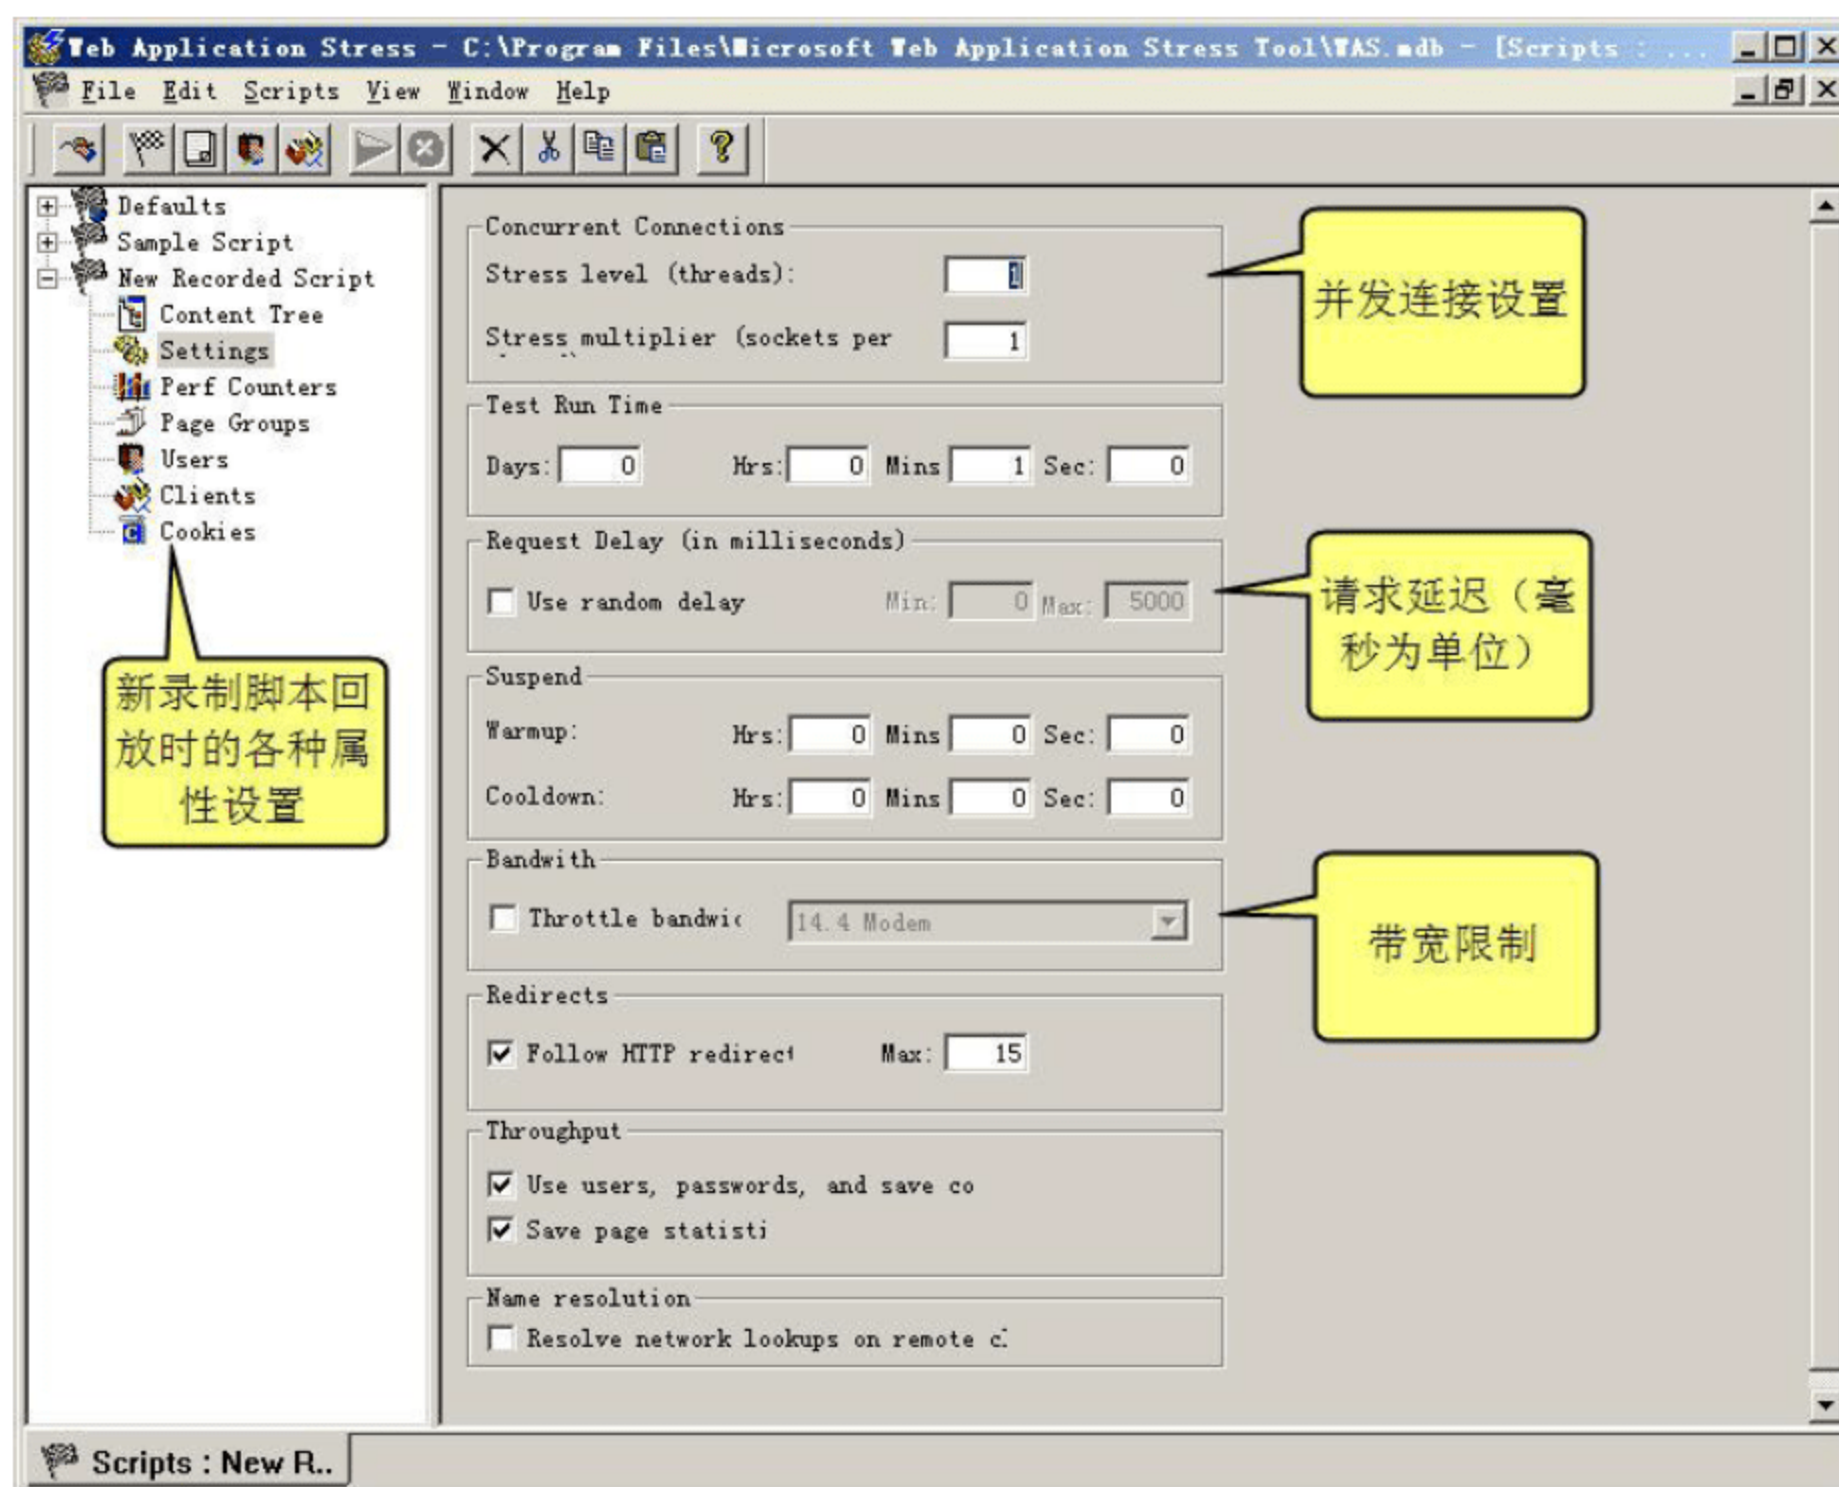 Web Application Stress - C:\Program Files\Microsoft Web Application Stress Tool\WAS.mdb - [Scripts : ...
File Edit Scripts View Window Help
Defaults
Sample Script
New Recorded Script
Content Tree
Settings
Perf Counters
Page Groups
Users
Clients
Cookies
新录制脚本回
放时的各种属
性设置
Concurrent Connections
Stress level (threads): 1
Stress multiplier (sockets per 1
并发连接设置
Test Run Time
Days: 0 Hrs: 0 Mins 1 Sec: 0
Request Delay (in milliseconds)
Use random delay Min: 0 Max: 5000
请求延迟（毫
秒为单位）
Suspend
Warmup: Hrs: 0 Mins 0 Sec: 0
Cooldown: Hrs: 0 Mins 0 Sec: 0
Bandwith
Throttle bandwi 14.4 Modem
带宽限制
Redirects
Follow HTTP redirect Max: 15
Throughput
Use users, passwords, and save co
Save page statisti
Name resolution
Resolve network lookups on remote c
Scripts : New R..